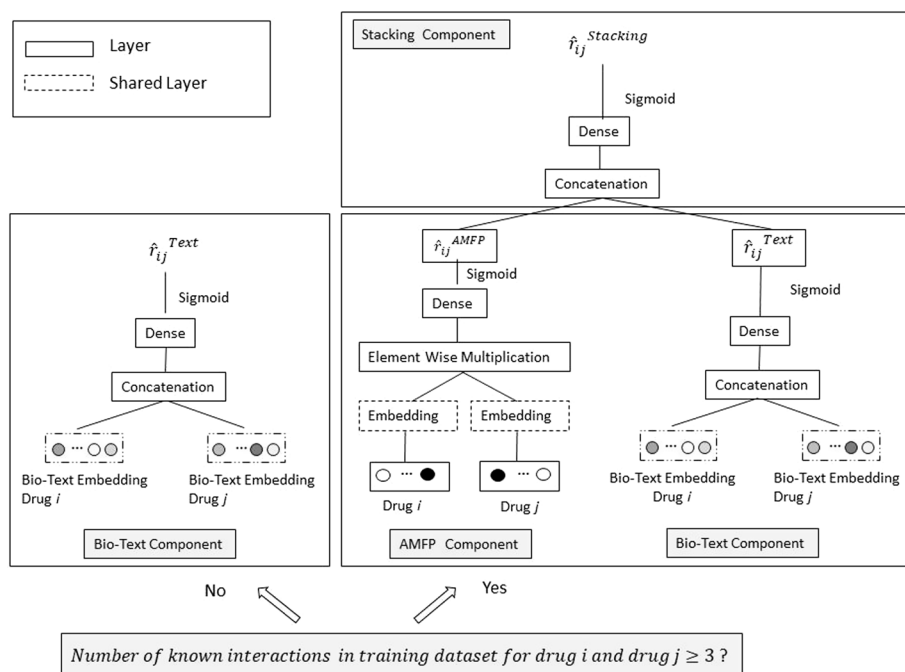 Layer
Shared Layer
Stacking Component
r̂ij Stacking
Sigmoid
Dense
Concatenation
r̂ij Text
Sigmoid
Dense
Concatenation
Bio-Text Embedding
Drug i
Bio-Text Embedding
Drug j
Bio-Text Component
r̂ij AMFP
Sigmoid
Dense
Element Wise Multiplication
Embedding
Embedding
Drug i
Drug j
AMFP Component
r̂ij Text
Sigmoid
Dense
Concatenation
Bio-Text Embedding
Drug i
Bio-Text Embedding
Drug j
Bio-Text Component
No
Yes
Number of known interactions in training dataset for drug i and drug j ≥ 3 ?